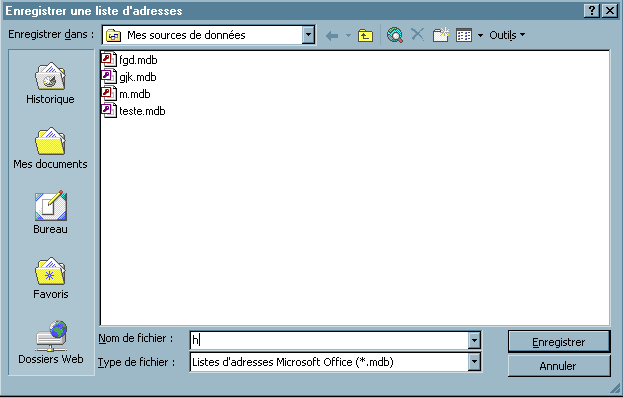 Enregistrer une liste d'adresses
Enregistrer dans : Mes sources de données Outils
fgd.mdb
gjk.mdb
m.mdb
teste.mdb
Historique
Mes documents
Bureau
Favoris
Dossiers Web
Nom de fichier : h Enregistrer
Type de fichier : Listes d'adresses Microsoft Office (*.mdb) Annuler